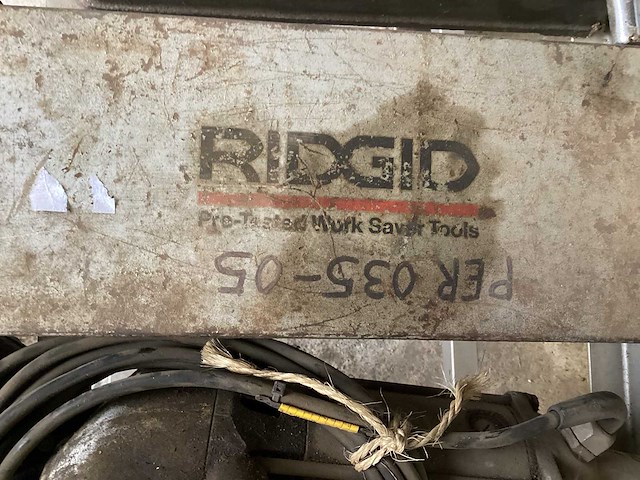 RIDGID
Pre-Tested Work Saver Tools
PER 035-05